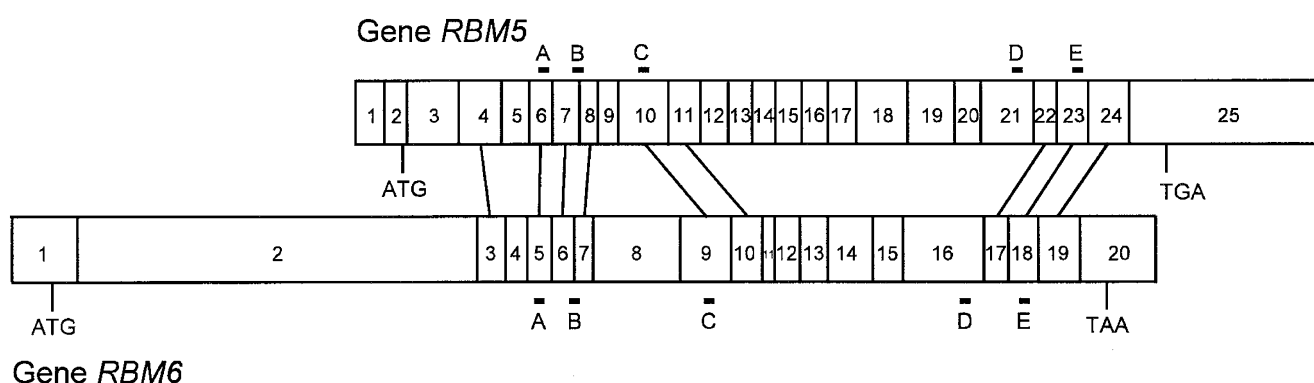 Gene RBM5
A B C D E
1 2 3 4 5 6 7 8 9 10 11 12 13 14 15 16 17 18 19 20 21 22 23 24 25
ATG TGA
1 2 3 4 5 6 7 8 9 10 11 12 13 14 15 16 17 18 19 20
ATG A B C D E TAA
Gene RBM6